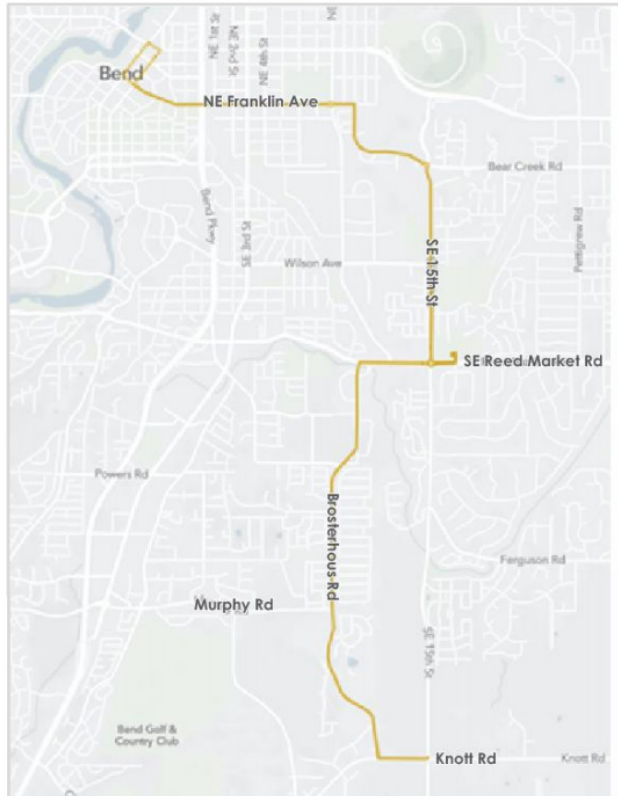 NE 1st St
NE 2nd St
NE 4th St
NE
Bend
NE Franklin Ave
Bear Creek Rd
Bend Pkwy
SE 3rd St
Pettigrew Rd
SE 15th St
Wilson Ave
SE Reed Market Rd
Powers Rd
Brosterhous Rd
Ferguson Rd
Murphy Rd
SE 15th St
Bend Golf &
Country Club
Knott Rd
Knott Rd